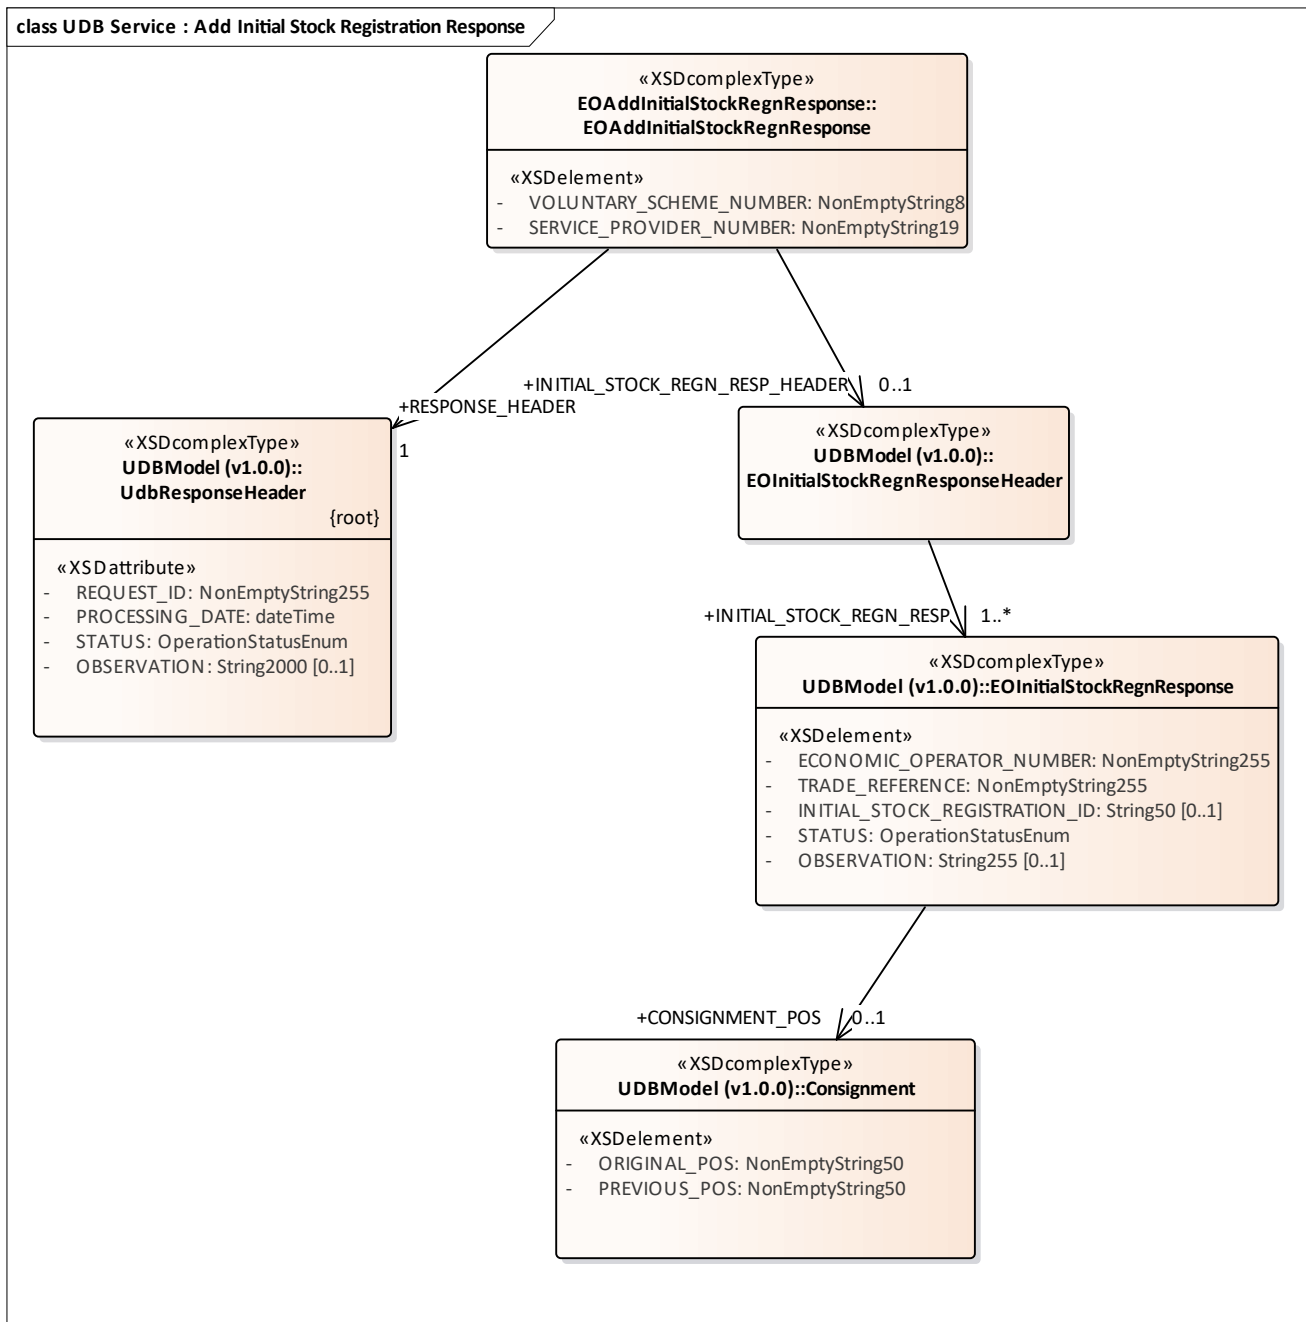 class UDB Service : Add Initial Stock Registration Response
«XSDcomplexType»
EOAddInitialStockRegnResponse::
EOAddInitialStockRegnResponse
«XSDelement»
- VOLUNTARY_SCHEME_NUMBER: NonEmptyString8
- SERVICE_PROVIDER_NUMBER: NonEmptyString19
+INITIAL_STOCK_REGN_RESP_HEADER 0..1
+RESPONSE_HEADER
1
«XSDcomplexType»
UDBModel (v1.0.0)::
UdbResponseHeader
{root}
«XSDattribute»
- REQUEST_ID: NonEmptyString255
- PROCESSING_DATE: dateTime
- STATUS: OperationStatusEnum
- OBSERVATION: String2000 [0..1]
«XSDcomplexType»
UDBModel (v1.0.0)::
EOInitialStockRegnResponseHeader
+INITIAL_STOCK_REGN_RESP 1..*
«XSDcomplexType»
UDBModel (v1.0.0)::EOInitialStockRegnResponse
«XSDelement»
- ECONOMIC_OPERATOR_NUMBER: NonEmptyString255
- TRADE_REFERENCE: NonEmptyString255
- INITIAL_STOCK_REGISTRATION_ID: String50 [0..1]
- STATUS: OperationStatusEnum
- OBSERVATION: String255 [0..1]
+CONSIGNMENT_POS 0..1
«XSDcomplexType»
UDBModel (v1.0.0)::Consignment
«XSDelement»
- ORIGINAL_POS: NonEmptyString50
- PREVIOUS_POS: NonEmptyString50